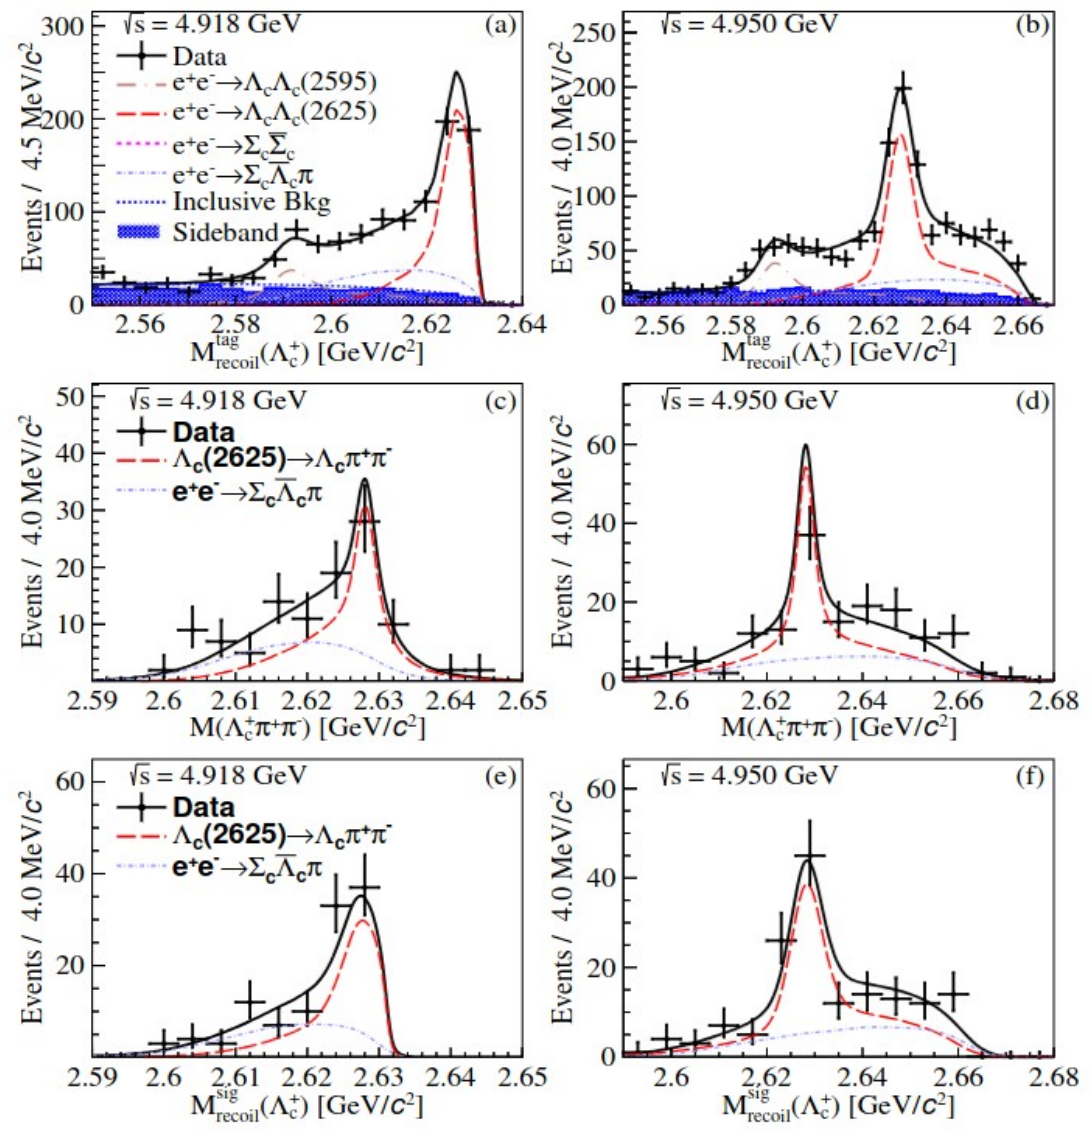 √s = 4.918 GeV (a)
Data
e⁺e⁻→Λ_cΛ_c(2595)
e⁺e⁻→Λ_cΛ_c(2625)
e⁺e⁻→Σ_cΣ̅_c
e⁺e⁻→Σ_cΛ̅_cπ
Inclusive Bkg
Sideband
Events / 4.5 MeV/c²
300
200
100
0
2.56 2.58 2.6 2.62 2.64
M^tag_recoil(Λ_c⁺) [GeV/c²]
√s = 4.950 GeV (b)
Events / 4.0 MeV/c²
250
200
150
100
50
0
2.56 2.58 2.6 2.62 2.64 2.66
M^tag_recoil(Λ_c⁺) [GeV/c²]
√s = 4.918 GeV (c)
Data
Λ_c(2625)→Λ_cπ⁺π⁻
e⁺e⁻→Σ_cΛ̅_cπ
Events / 4.0 MeV/c²
50
40
30
20
10
2.59 2.6 2.61 2.62 2.63 2.64 2.65
M(Λ_c⁺π⁺π⁻) [GeV/c²]
√s = 4.950 GeV (d)
Events / 4.0 MeV/c²
60
40
20
0
2.6 2.62 2.64 2.66 2.68
M(Λ_c⁺π⁺π⁻) [GeV/c²]
√s = 4.918 GeV (e)
Data
Λ_c(2625)→Λ_cπ⁺π⁻
e⁺e⁻→Σ_cΛ̅_cπ
Events / 4.0 MeV/c²
60
40
20
2.59 2.6 2.61 2.62 2.63 2.64 2.65
M^sig_recoil(Λ_c⁺) [GeV/c²]
√s = 4.950 GeV (f)
Events / 4.0 MeV/c²
60
40
20
0
2.6 2.62 2.64 2.66 2.68
M^sig_recoil(Λ_c⁺) [GeV/c²]